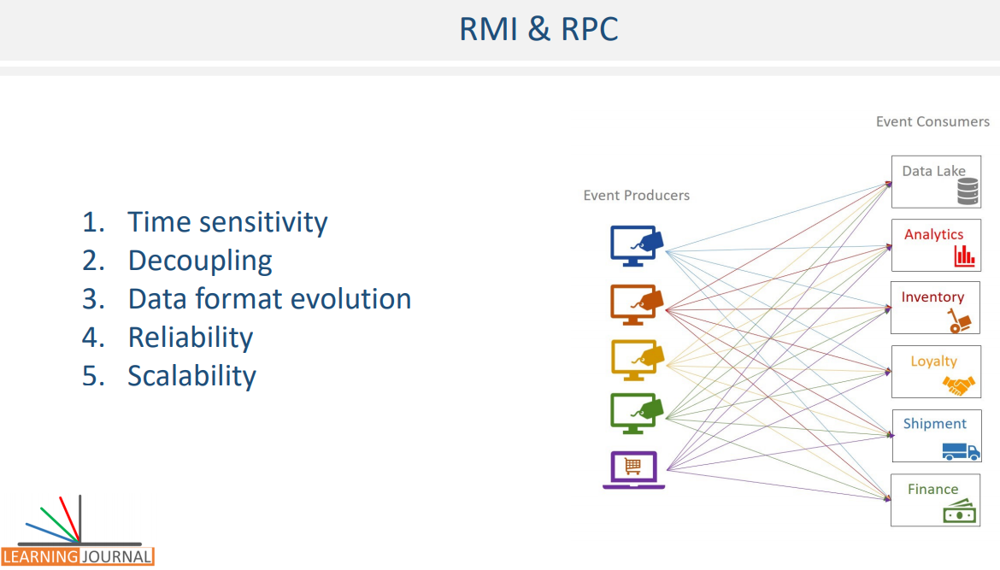 RMI & RPC
1. Time sensitivity
2. Decoupling
3. Data format evolution
4. Reliability
5. Scalability
Event Producers
Event Consumers
Data Lake
Analytics
Inventory
Loyalty
Shipment
Finance
LEARNING JOURNAL